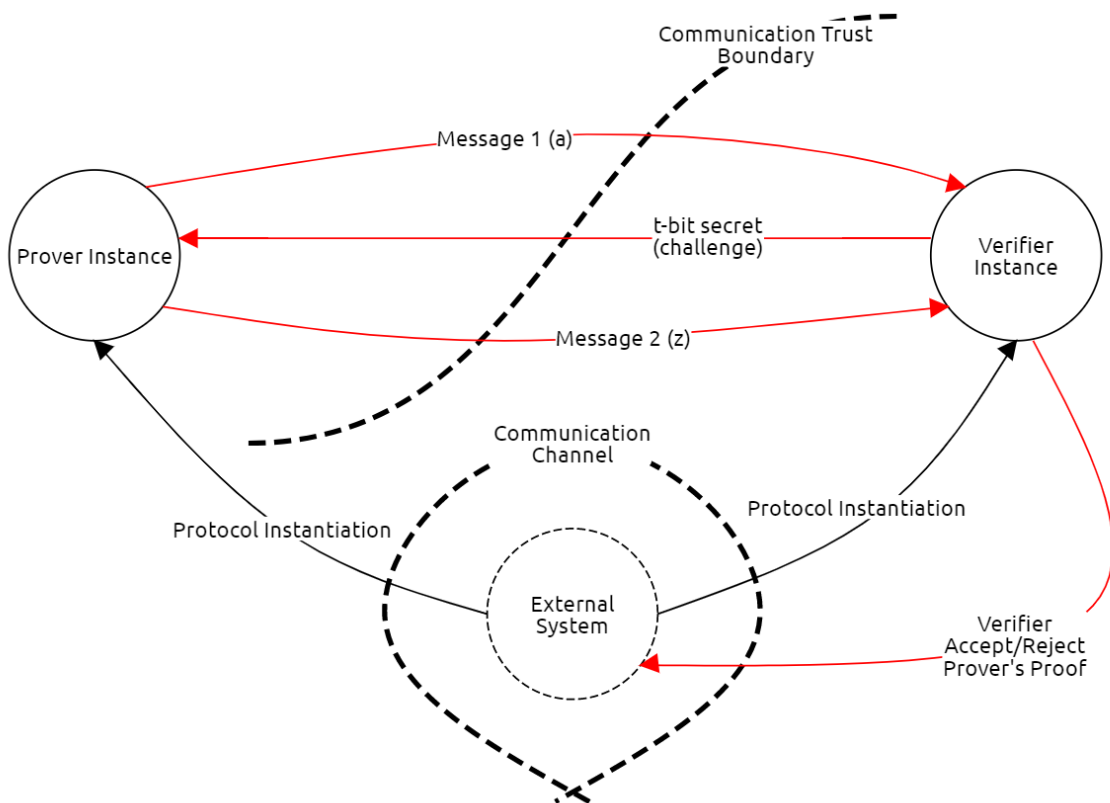 Communication Trust
Boundary
Message 1 (a)
t-bit secret
(challenge)
Prover Instance
Verifier
Instance
Message 2 (z)
Communication
Channel
Protocol Instantiation
Protocol Instantiation
External
System
Verifier
Accept/Reject
Prover's Proof